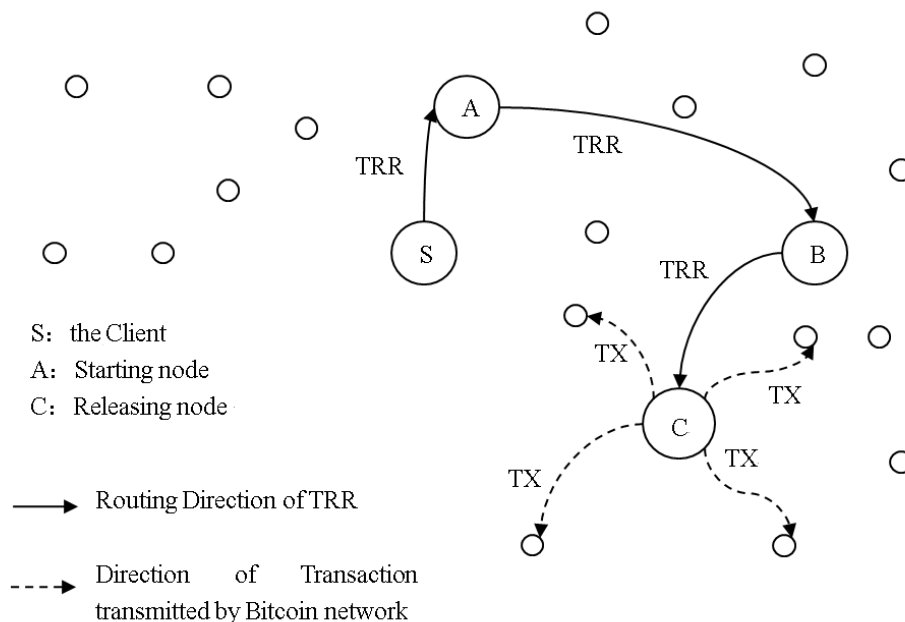 A
TRR
TRR
S
B
TRR
S：the Client
A：Starting node
C：Releasing node
TX
TX
C
TX
TX
Routing Direction of TRR
Direction of Transaction
transmitted by Bitcoin network